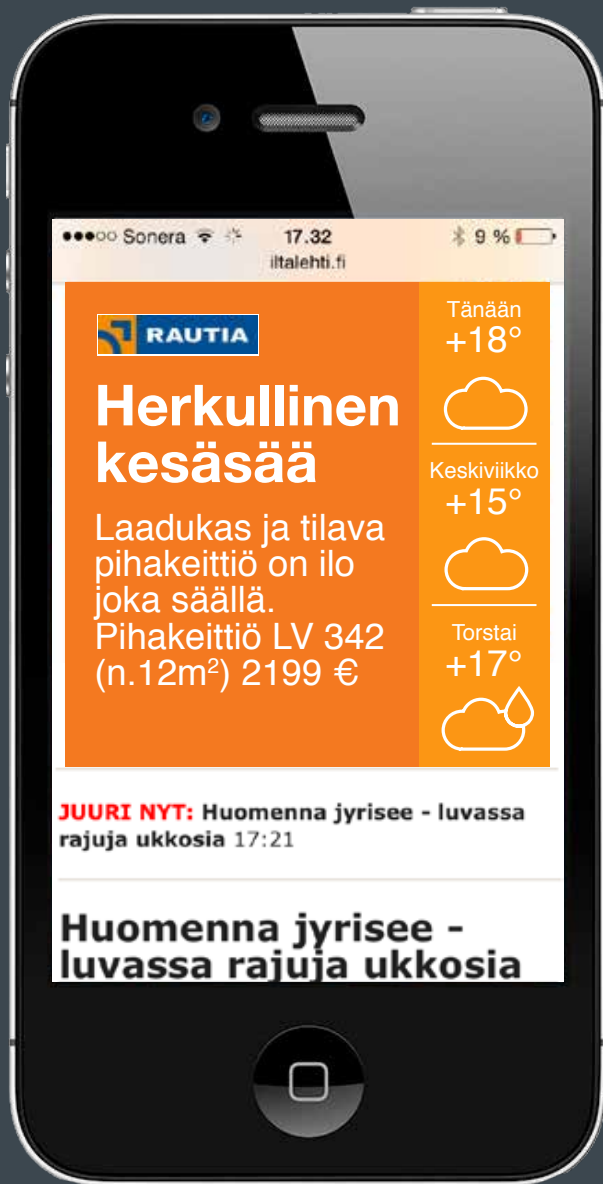 Sonera 17.32 9 %
iltalehti.fi
RAUTIA
Herkullinen
kesäsää
Laadukas ja tilava
pihakeittiö on ilo
joka säällä.
Pihakeittiö LV 342
(n.12m²) 2199 €
Tänään
+18°
Keskiviikko
+15°
Torstai
+17°
JUURI NYT: Huomenna jyrisee - luvassa
rajuja ukkosia 17:21
Huomenna jyrisee -
luvassa rajuja ukkosia